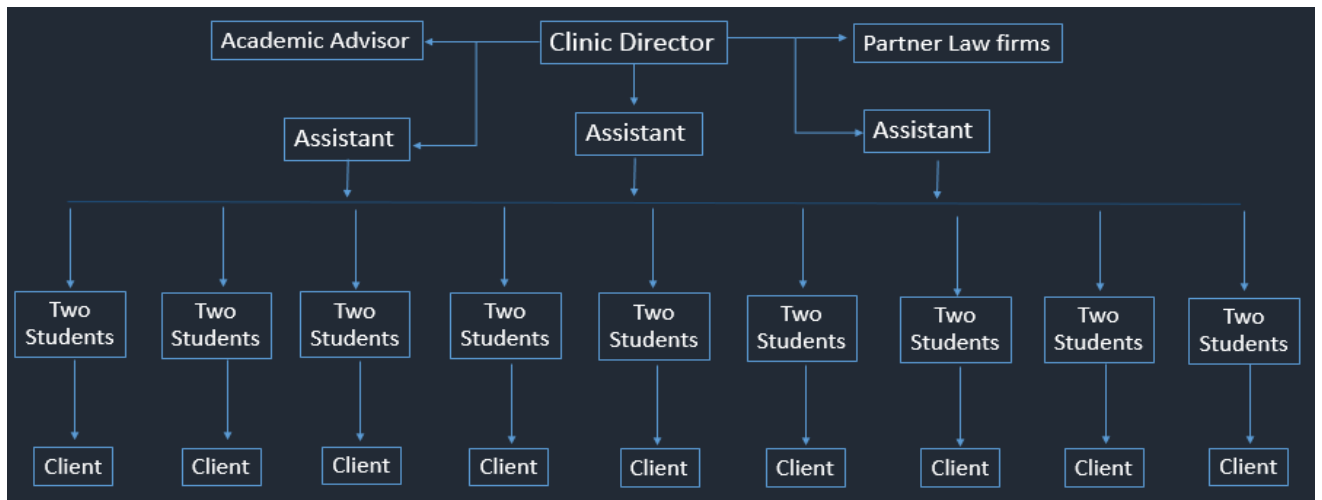 Academic Advisor
Clinic Director
Partner Law firms
Assistant
Assistant
Assistant
Two
Students
Two
Students
Two
Students
Two
Students
Two
Students
Two
Students
Two
Students
Two
Students
Two
Students
Client
Client
Client
Client
Client
Client
Client
Client
Client